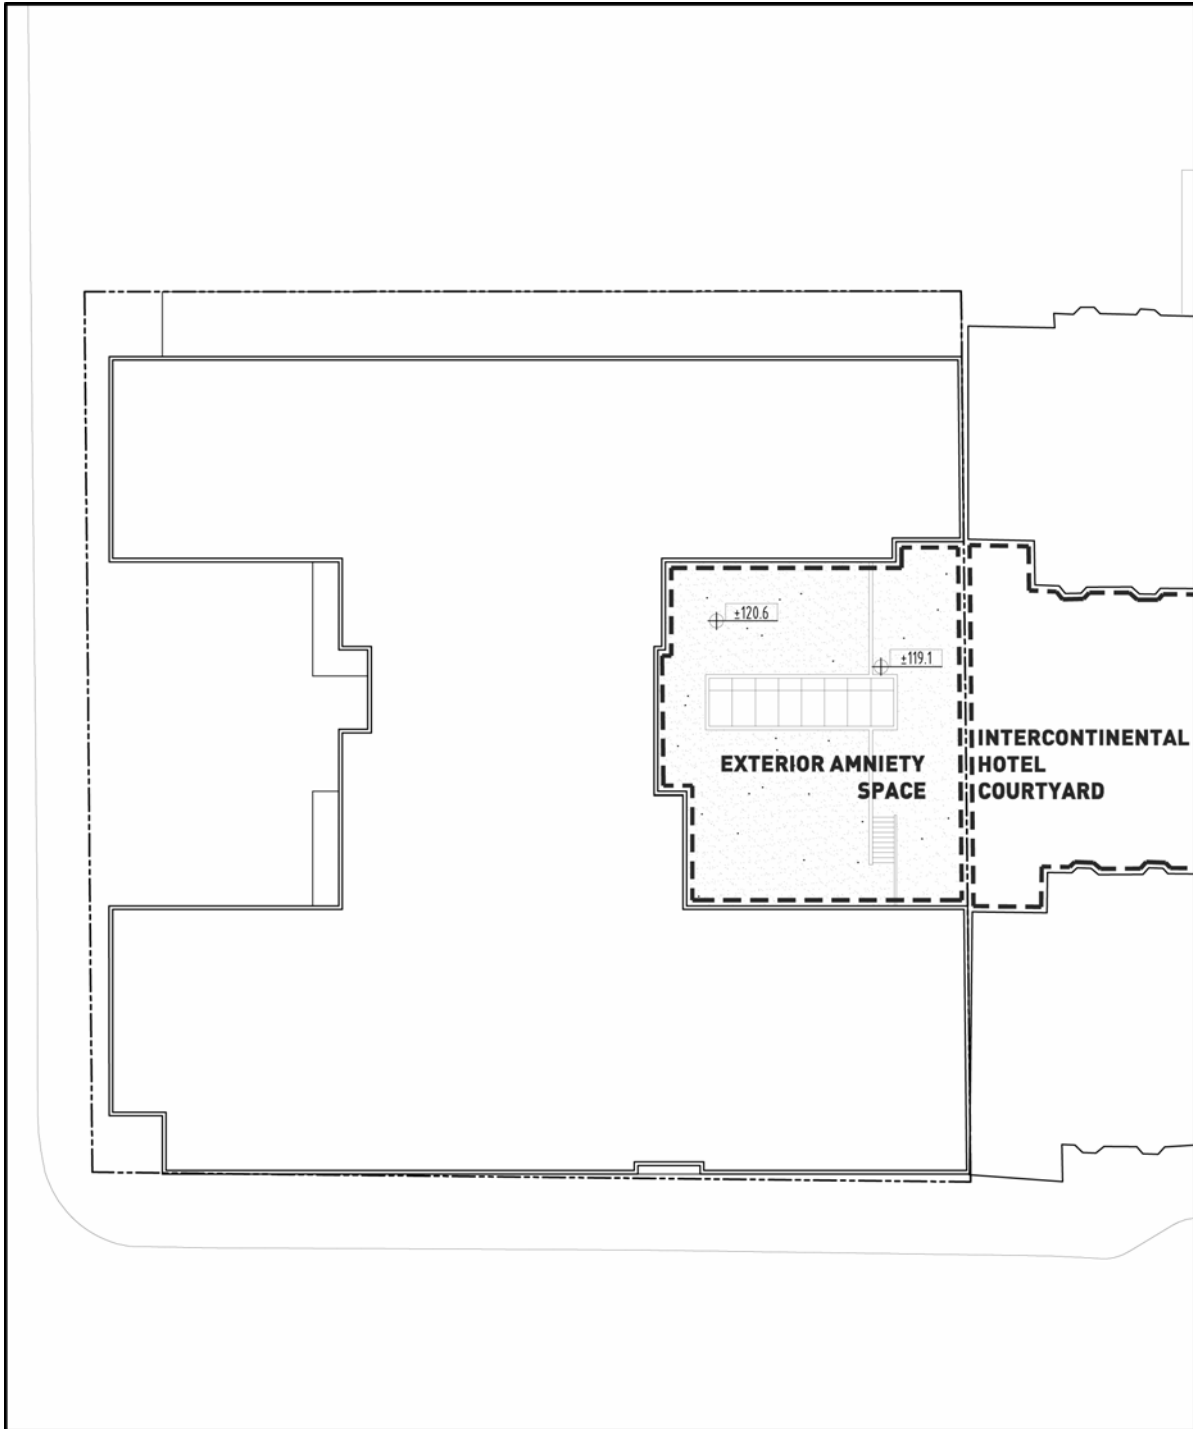 ±120.6
±119.1
EXTERIOR AMNIETY
SPACE
INTERCONTINENTAL
HOTEL
COURTYARD